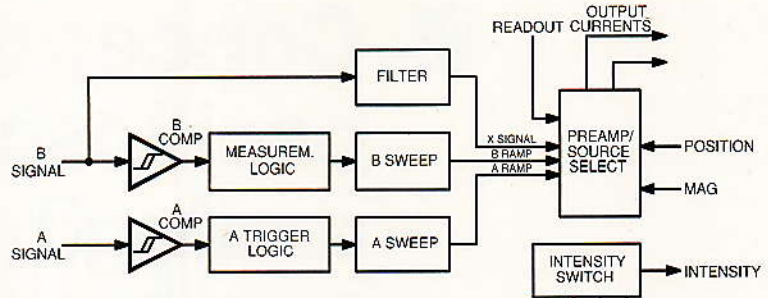 OUTPUT
READOUT CURRENTS
FILTER
B
SIGNAL
B
COMP
MEASUREM.
LOGIC
B SWEEP
X SIGNAL
B RAMP
A RAMP
PREAMP/
SOURCE
SELECT
POSITION
MAG
A
SIGNAL
A
COMP
A TRIGGER
LOGIC
A SWEEP
INTENSITY
SWITCH
INTENSITY